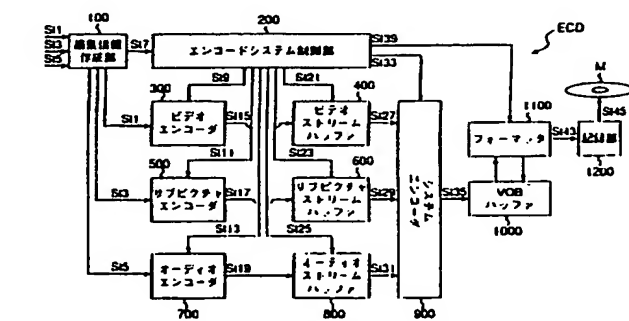 100
200
ECD
St1
St3
St5
編集情報
作成部
St7
エンコードシステム制御部
St39
St33
St9
St21
300
400
M
St1
ビデオ
エンコーダ
St15
ビデオ
ストリーム
バッファ
St27
1100
St45
フォーマッタ
St43
記録部
1200
St11
St23
500
600
St3
サブピクチャ
エンコーダ
St17
サブピクチャ
ストリーム
バッファ
St29
システム
エンコーダ
St35
VOB
バッファ
1000
St13
St25
St5
オーディオ
エンコーダ
St19
オーディオ
ストリーム
バッファ
St31
700
800
900